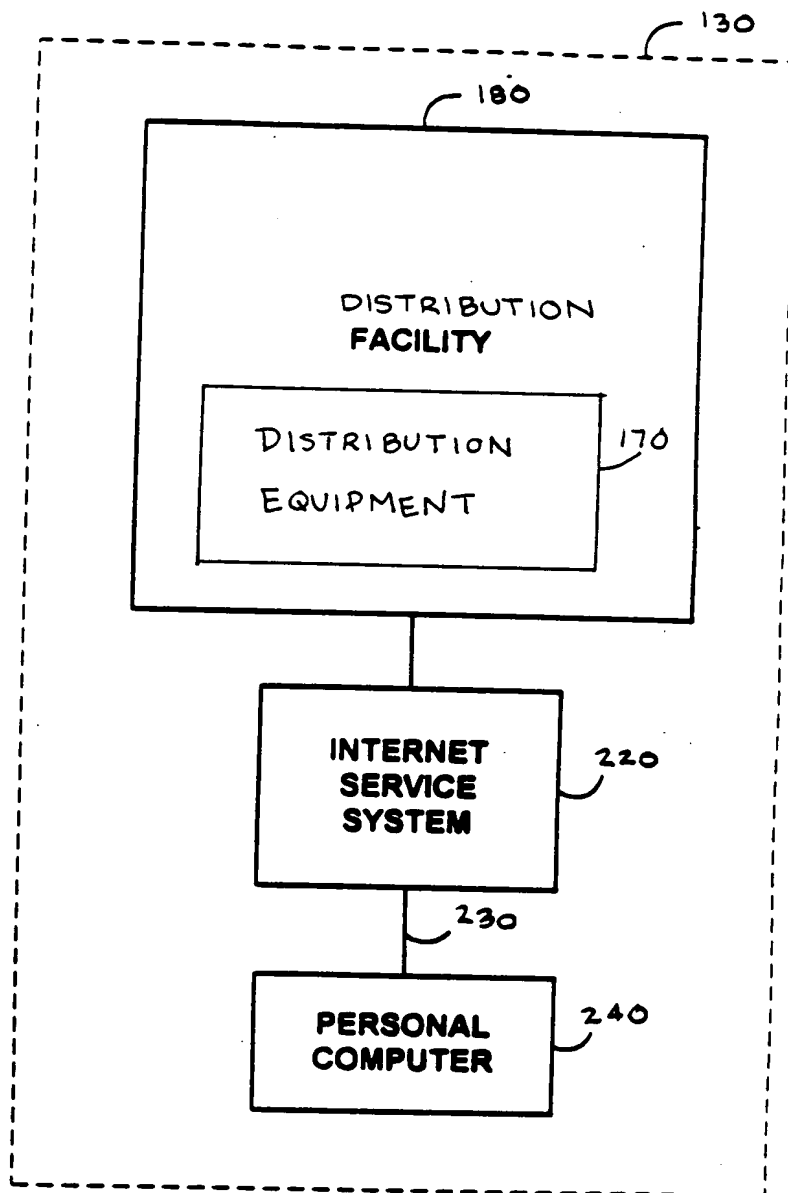 130
180
DISTRIBUTION
FACILITY
DISTRIBUTION
EQUIPMENT
170
INTERNET
SERVICE
SYSTEM
220
230
PERSONAL
COMPUTER
240